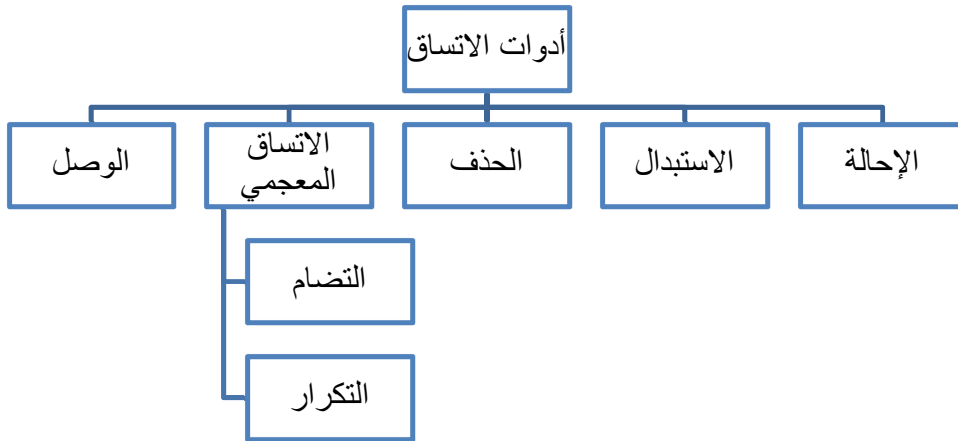 أدوات الاتساق
الإحالة
الاستبدال
الحذف
الاتساق
المعجمي
الوصل
التضام
التكرار